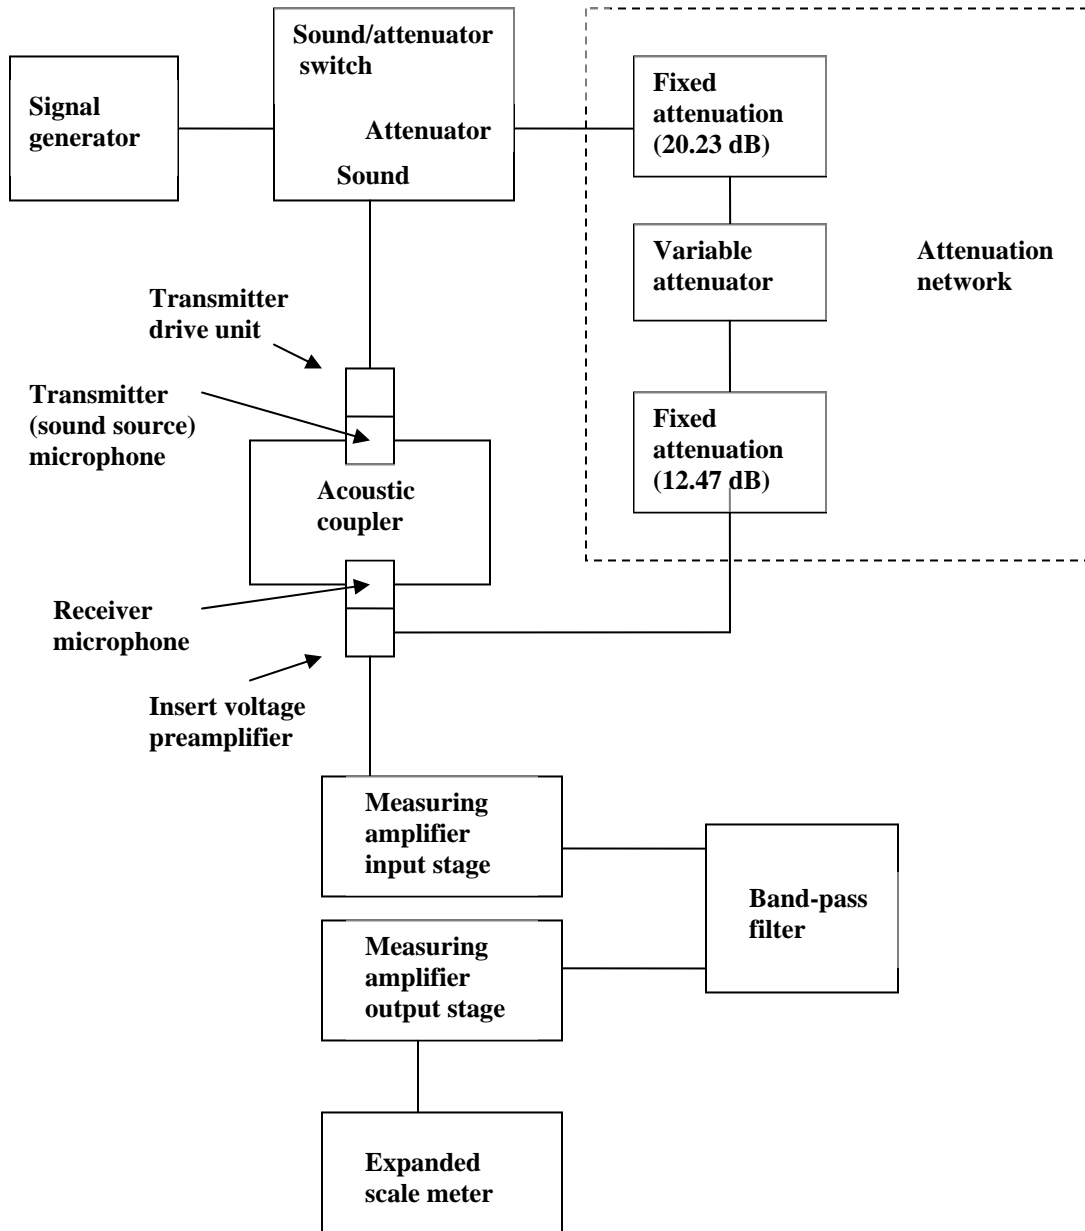 Sound/attenuator
switch
Attenuator
Sound
Signal
generator
Fixed
attenuation
(20.23 dB)
Variable
attenuator
Attenuation
network
Fixed
attenuation
(12.47 dB)
Transmitter
drive unit
Transmitter
(sound source)
microphone
Acoustic
coupler
Receiver
microphone
Insert voltage
preamplifier
Measuring
amplifier
input stage
Band-pass
filter
Measuring
amplifier
output stage
Expanded
scale meter